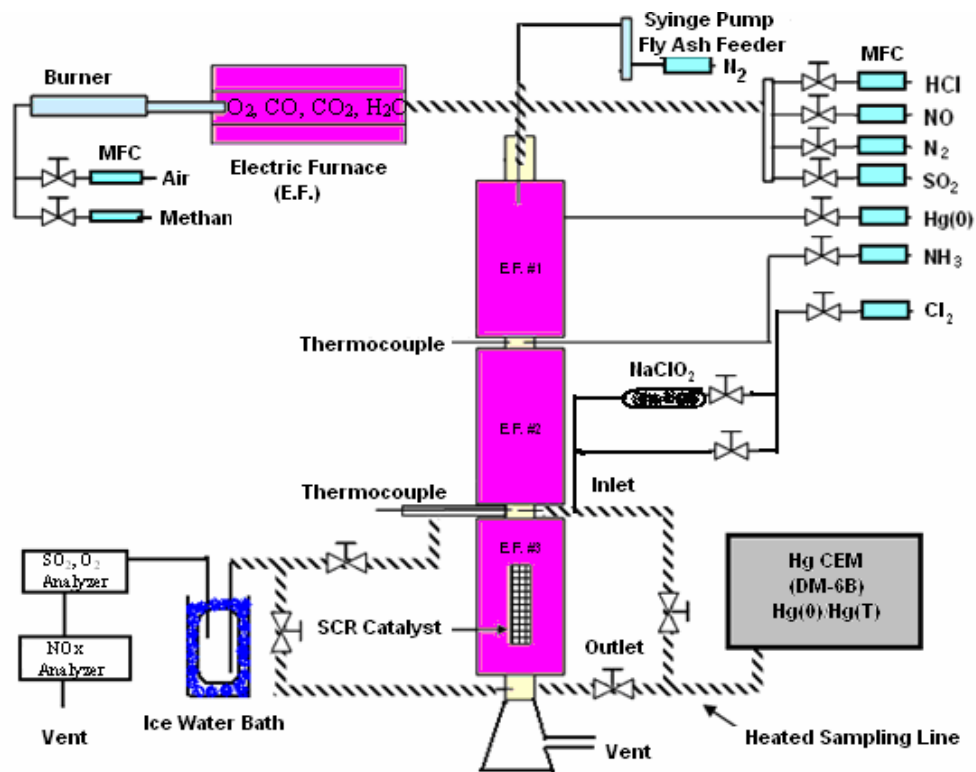 Syinge Pump
Fly Ash Feeder
N2
MFC
Burner
HCl
O2, CO, CO2, H2O
NO
N2
MFC
Electric Furnace
(E.F.)
Air
SO2
Methan
Hg(0)
E.F. #1
NH3
Cl2
Thermocouple
NaClO2
E.F. #2
Thermocouple
Inlet
E.F. #3
SO2, O2
Analyzer
Hg CEM
(DM-6B)
Hg(0)/Hg(T)
SCR Catalyst
NOx
Analyzer
Outlet
Ice Water Bath
Vent
Vent
Heated Sampling Line